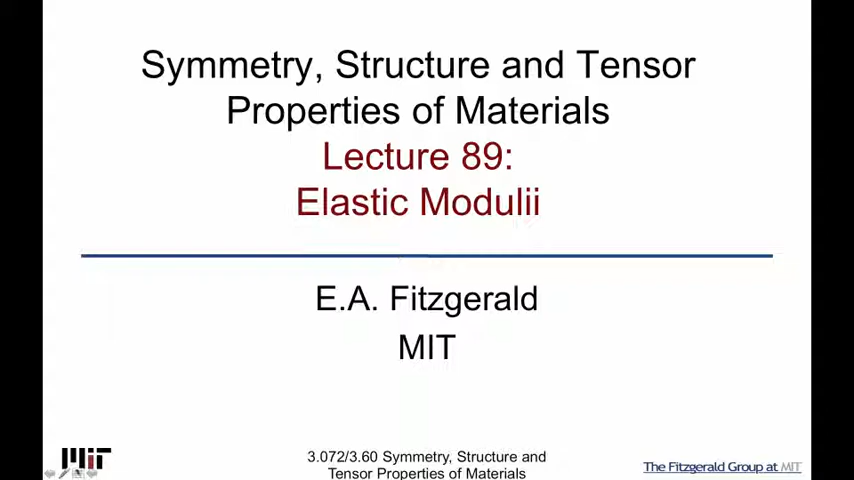 Symmetry, Structure and Tensor
Properties of Materials
Lecture 89:
Elastic Modulii
E.A. Fitzgerald
MIT
MIT
3.072/3.60 Symmetry, Structure and
Tensor Properties of Materials
The Fitzgerald Group at MIT